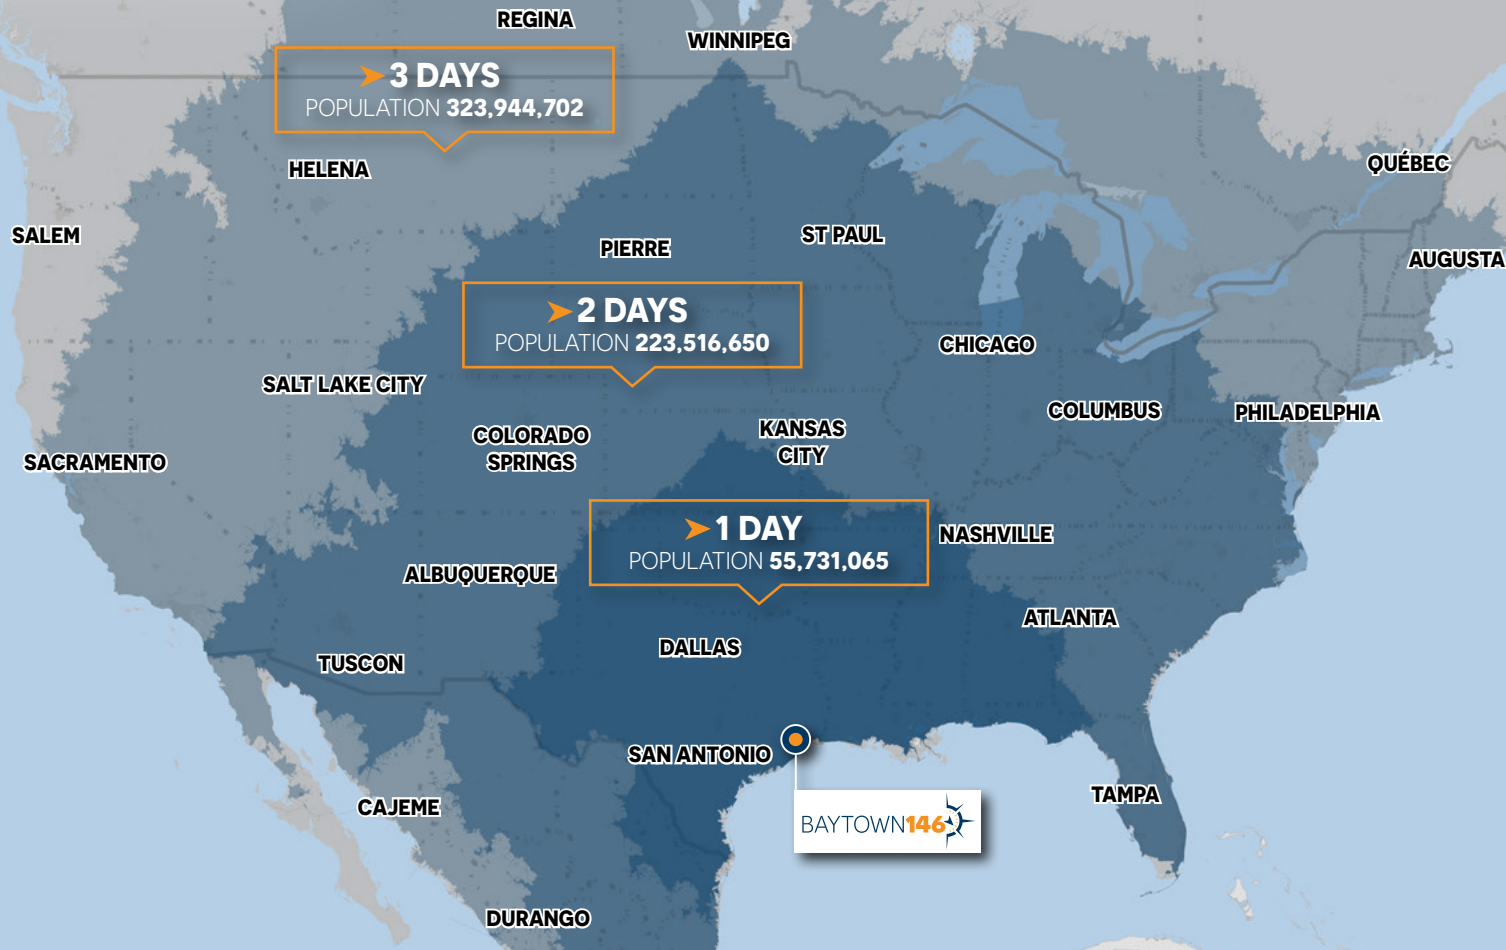 REGINA
WINNIPEG
3 DAYS
POPULATION 323,944,702
HELENA
QUÉBEC
SALEM
PIERRE
ST PAUL
AUGUSTA
2 DAYS
POPULATION 223,516,650
CHICAGO
SALT LAKE CITY
COLUMBUS
PHILADELPHIA
COLORADO
SPRINGS
KANSAS
CITY
SACRAMENTO
1 DAY
POPULATION 55,731,065
NASHVILLE
ALBUQUERQUE
ATLANTA
DALLAS
TUSCON
SAN ANTONIO
TAMPA
CAJEME
BAYTOWN146
DURANGO